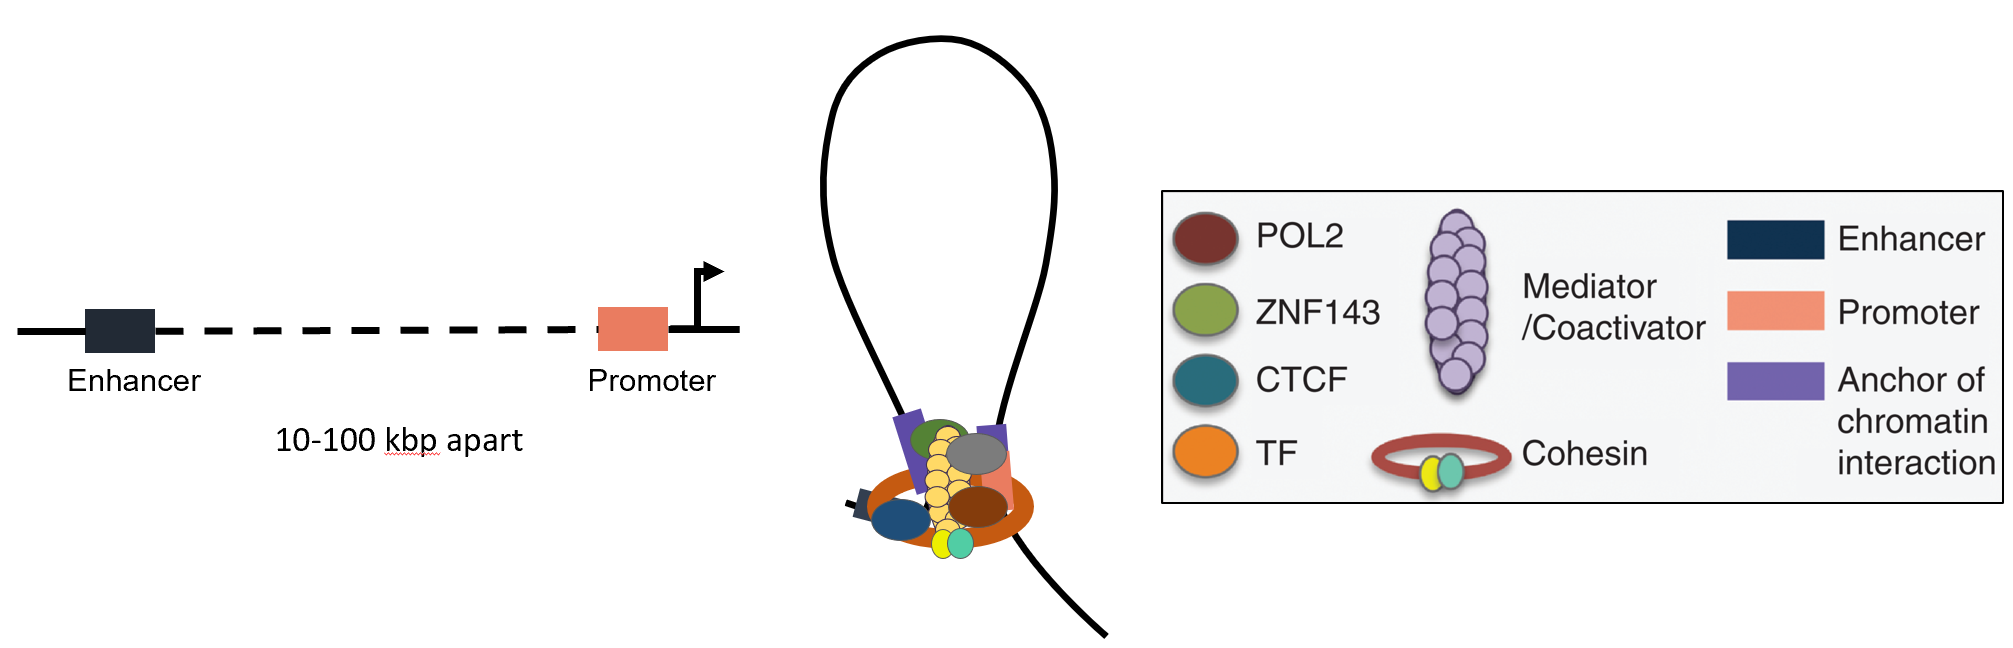 Enhancer
Promoter
10-100 kbp apart
POL2
ZNF143
CTCF
TF
Mediator
/Coactivator
Cohesin
Enhancer
Promoter
Anchor of
chromatin
interaction